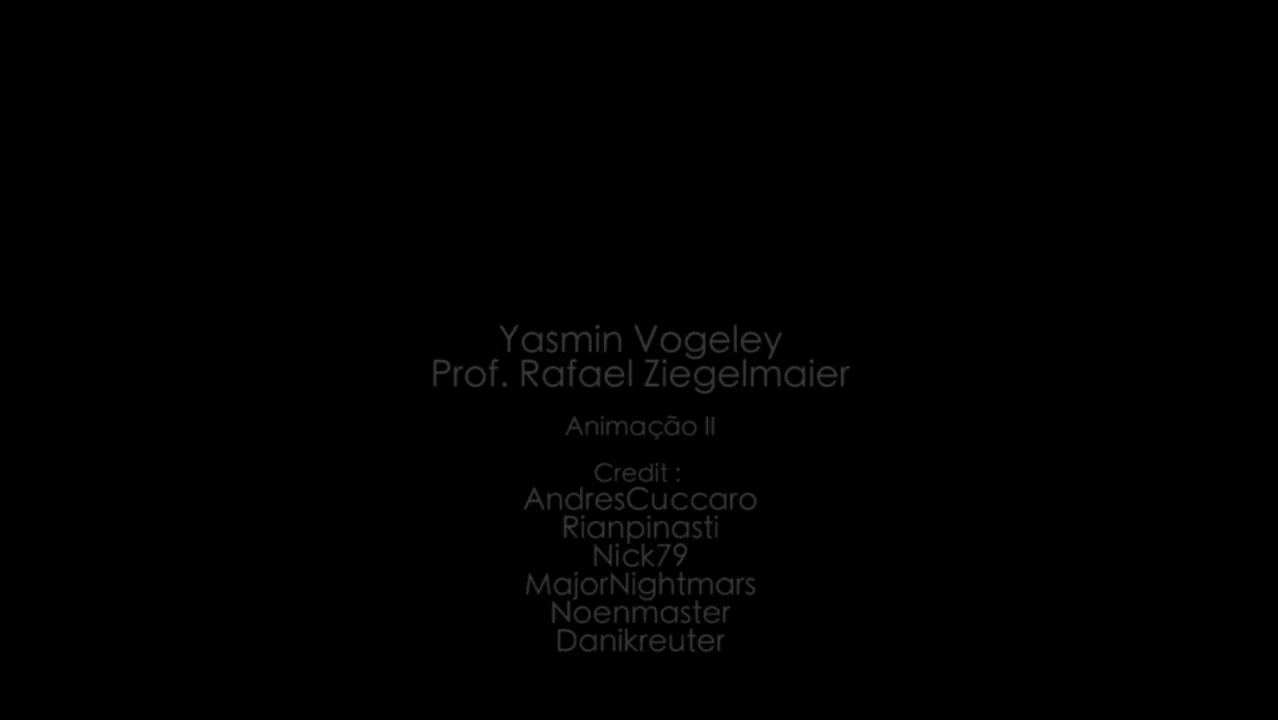 Yasmin Vogeley
Prof. Rafael Ziegelmaier
Animação II
Credit :
AndresCuccaro
Rianpinasti
Nick79
MajorNightmars
Noenmaster
Danikreuter